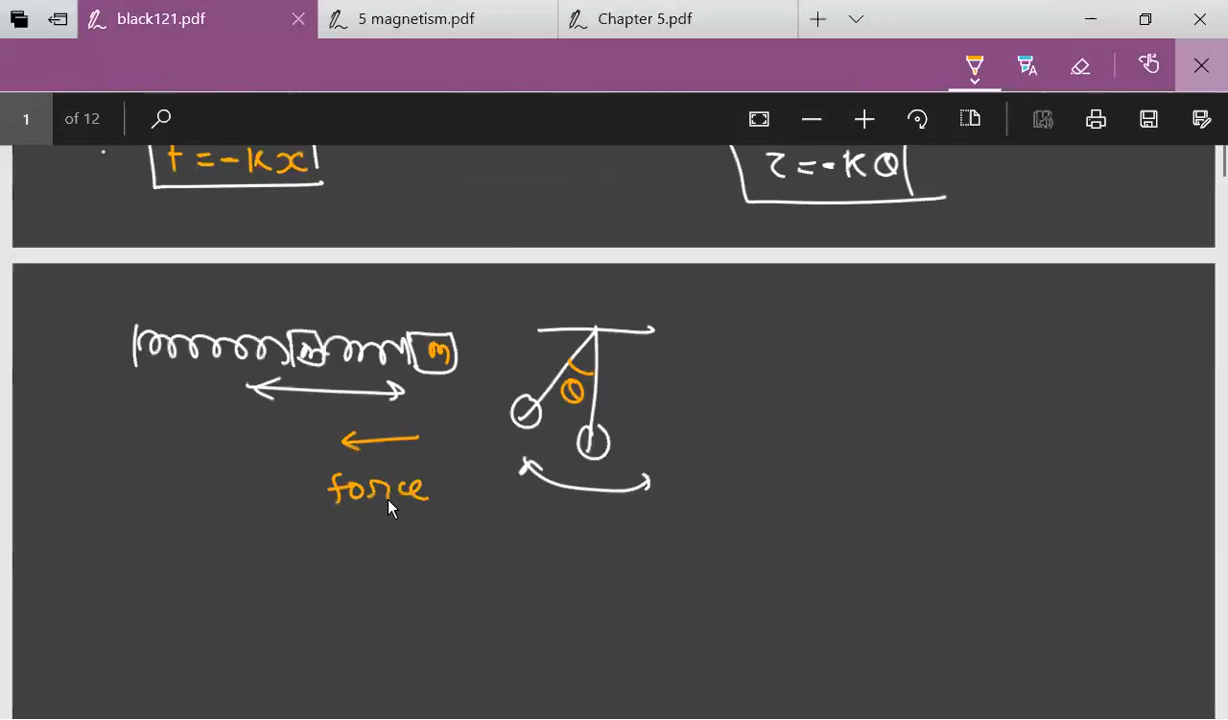 black121.pdf
5 magnetism.pdf
Chapter 5.pdf
1 of 12
F = -Kx
τ = -Kθ
m
m
θ
force